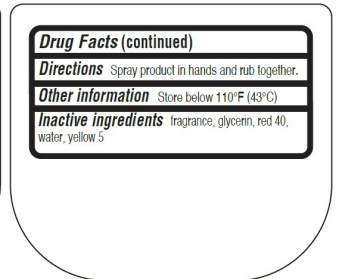 Drug Facts (continued)
Directions Spray product in hands and rub together.
Other information Store below 110°F (43°C)
Inactive ingredients fragrance, glycerin, red 40,
water, yellow 5